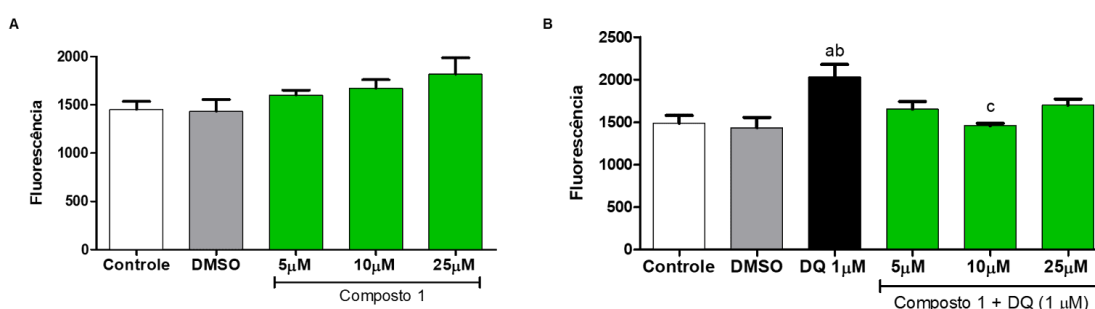 A
Fluorescência
2000
1500
1000
500
0
Controle DMSO 5µM 10µM 25µM
Composto 1
B
Fluorescência
2500
2000
1500
1000
500
0
ab
c
Controle DMSO DQ 1µM 5µM 10µM 25µM
Composto 1 + DQ (1 µM)